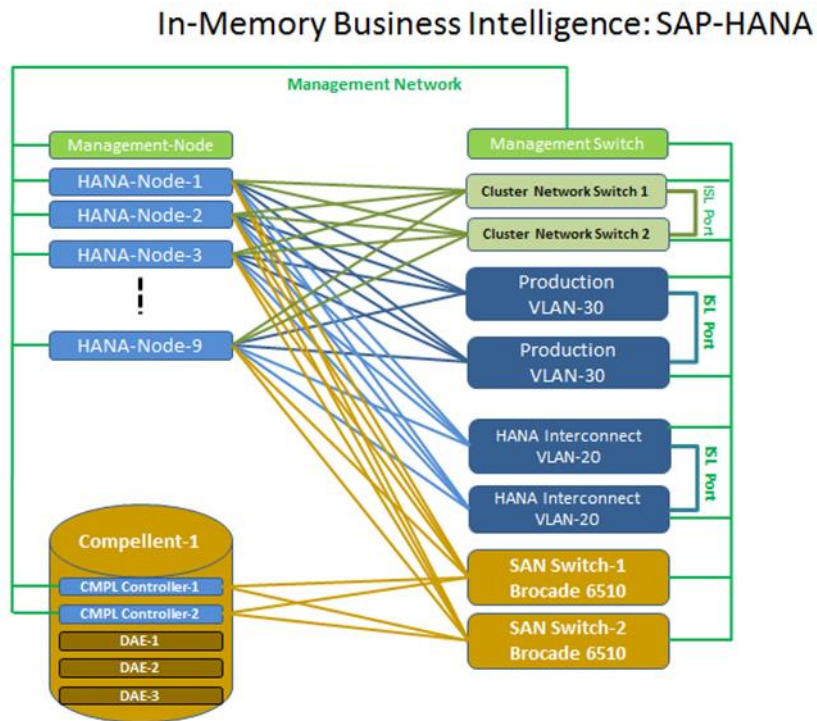 In-Memory Business Intelligence: SAP-HANA
Management Network
Management-Node
HANA-Node-1
HANA-Node-2
HANA-Node-3
HANA-Node-9
Management Switch
Cluster Network Switch 1
Cluster Network Switch 2
ISL Port
Production
VLAN-30
Production
VLAN-30
ISL Port
HANA Interconnect
VLAN-20
HANA Interconnect
VLAN-20
ISL Port
SAN Switch-1
Brocade 6510
SAN Switch-2
Brocade 6510
Compellent-1
CMPL Controller-1
CMPL Controller-2
DAE-1
DAE-2
DAE-3